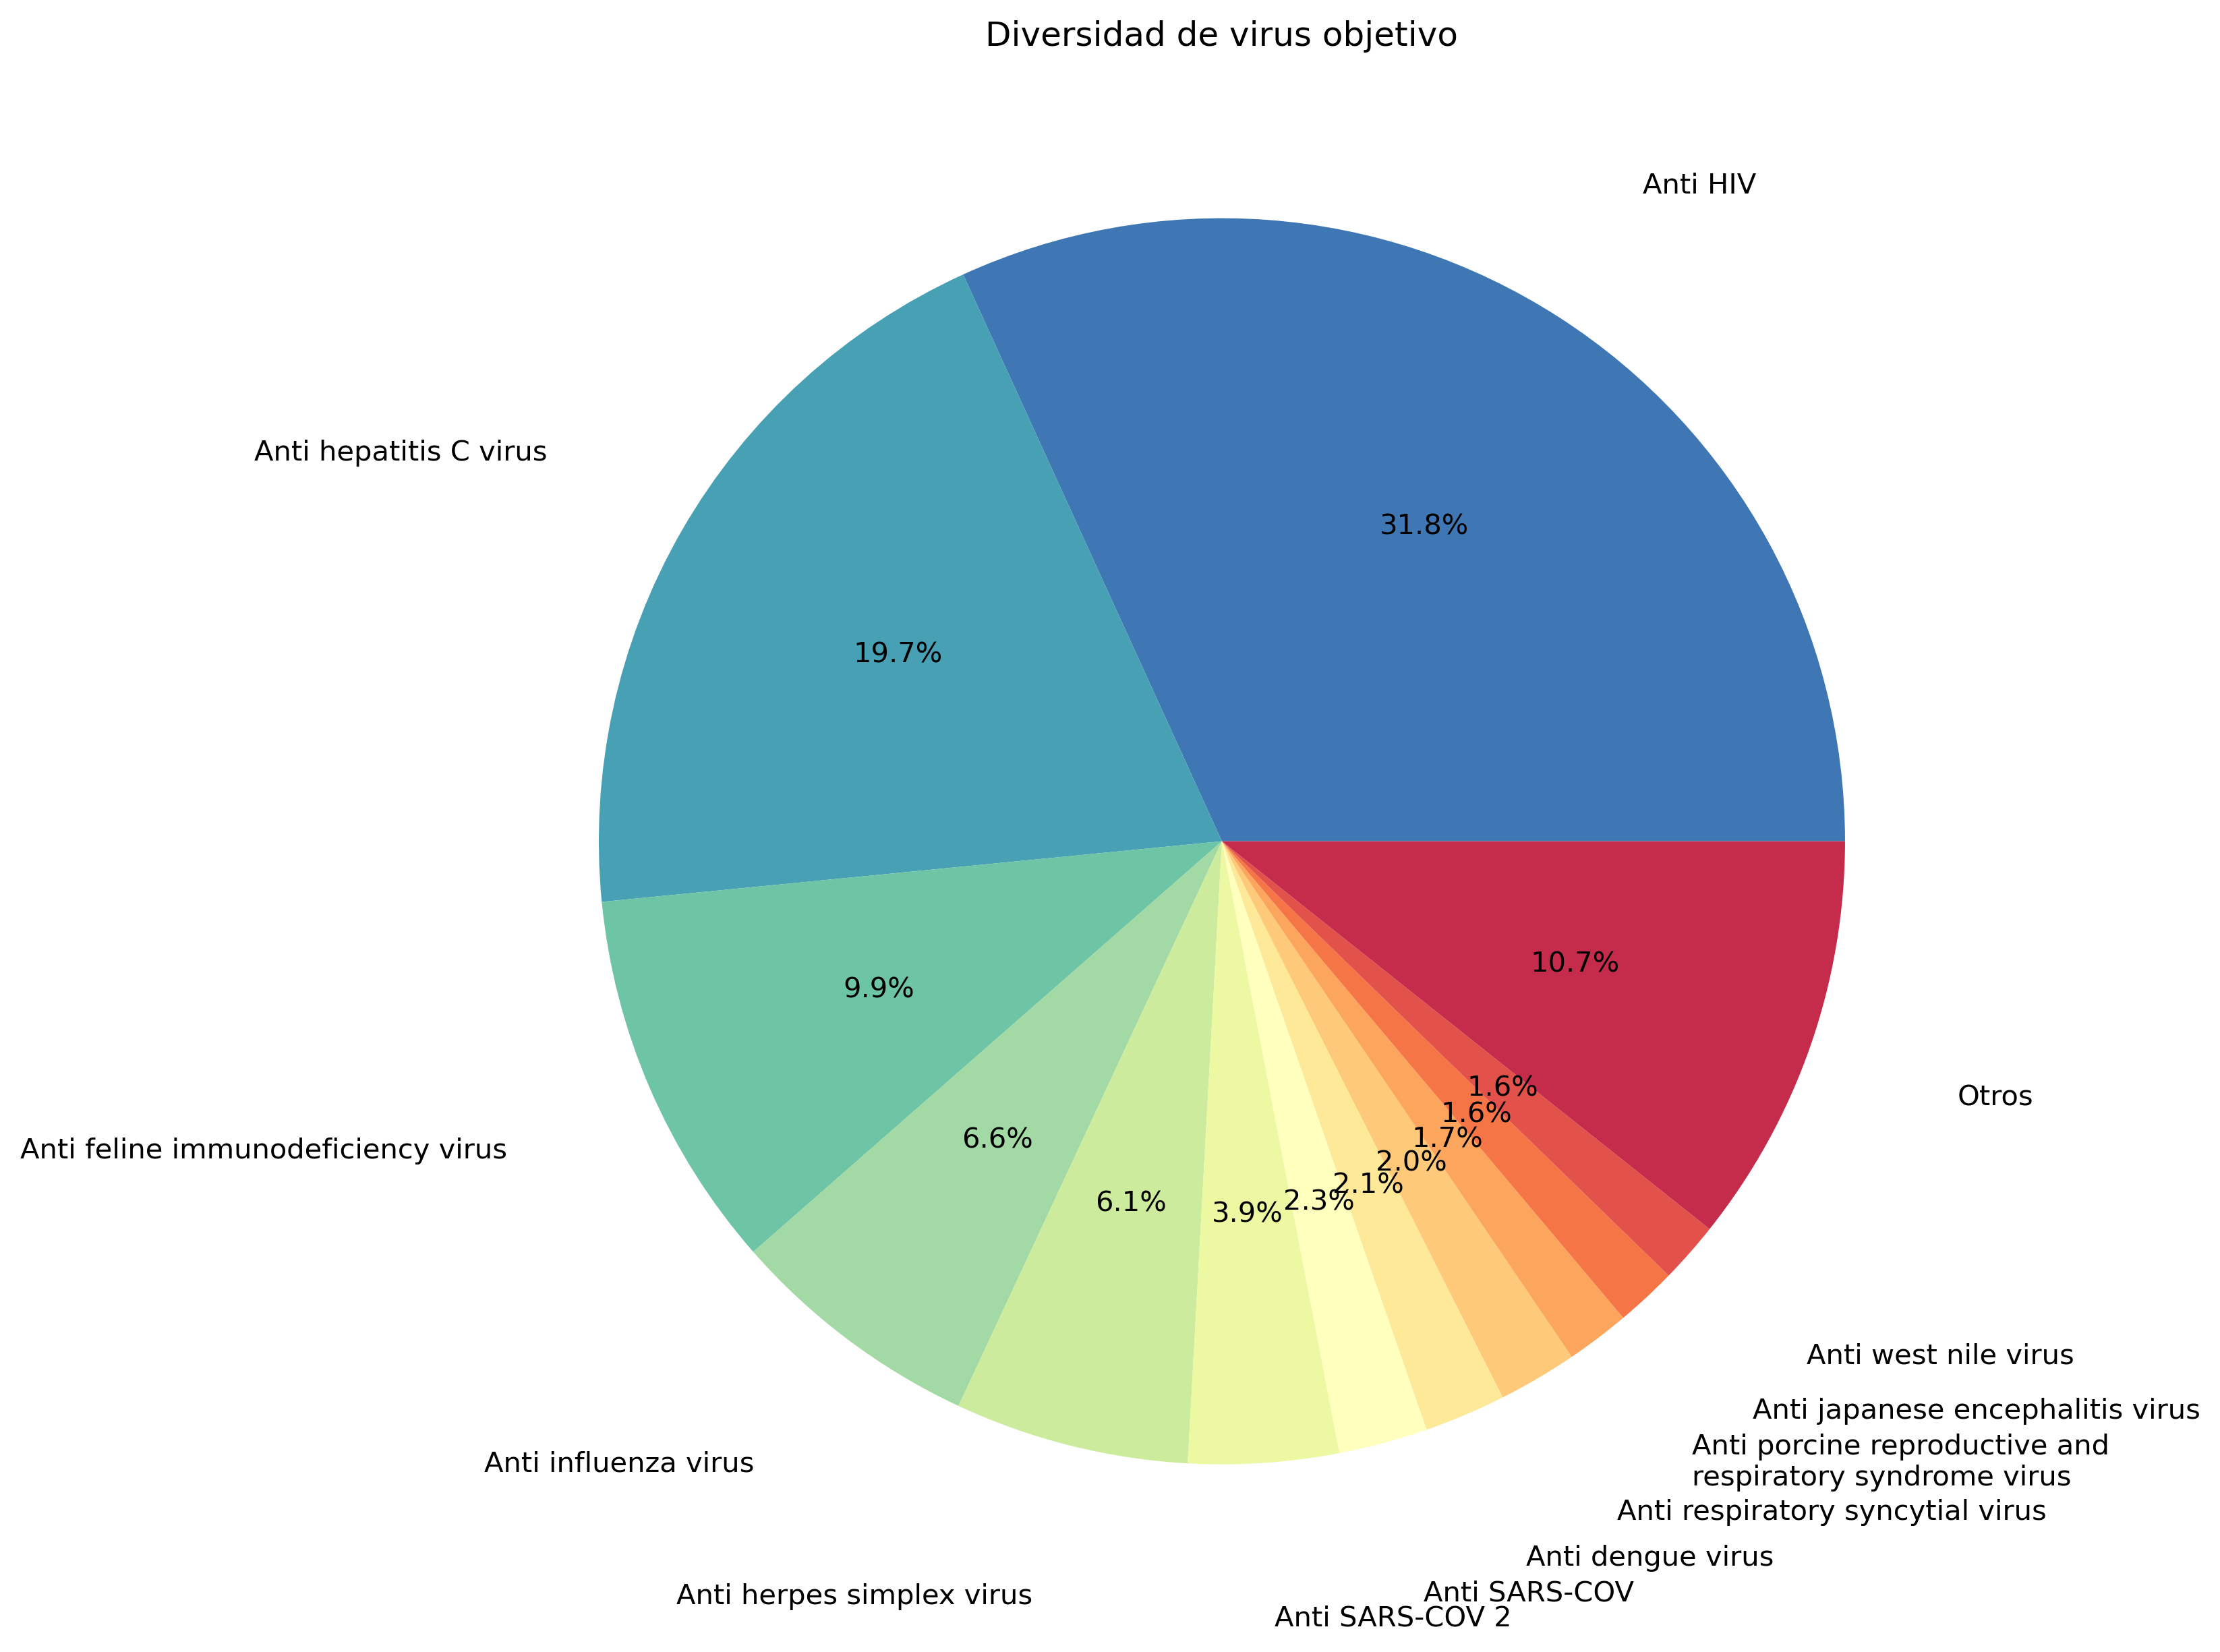 Diversidad de virus objetivo
Anti HIV
31.8%
Anti hepatitis C virus
19.7%
Anti feline immunodeficiency virus
9.9%
Anti influenza virus
6.6%
Anti herpes simplex virus
6.1%
Anti SARS-COV 2
3.9%
Anti SARS-COV
2.3%
Anti dengue virus
2.1%
Anti respiratory syncytial virus
2.0%
Anti porcine reproductive and
respiratory syndrome virus
1.7%
Anti japanese encephalitis virus
1.6%
Anti west nile virus
1.6%
Otros
10.7%